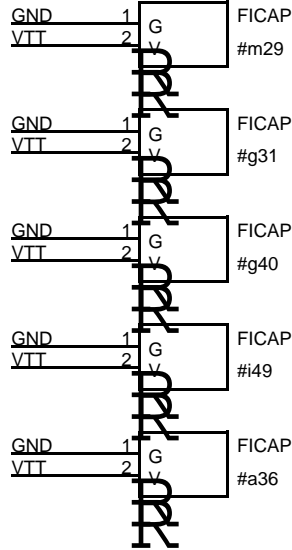 GND 1 G FICAP
VTT 2 V #m29
R
R
GND 1 G FICAP
VTT 2 V #g31
R
R
GND 1 G FICAP
VTT 2 V #g40
R
R
GND 1 G FICAP
VTT 2 V #i49
R
R
GND 1 G FICAP
VTT 2 V #a36
R
R